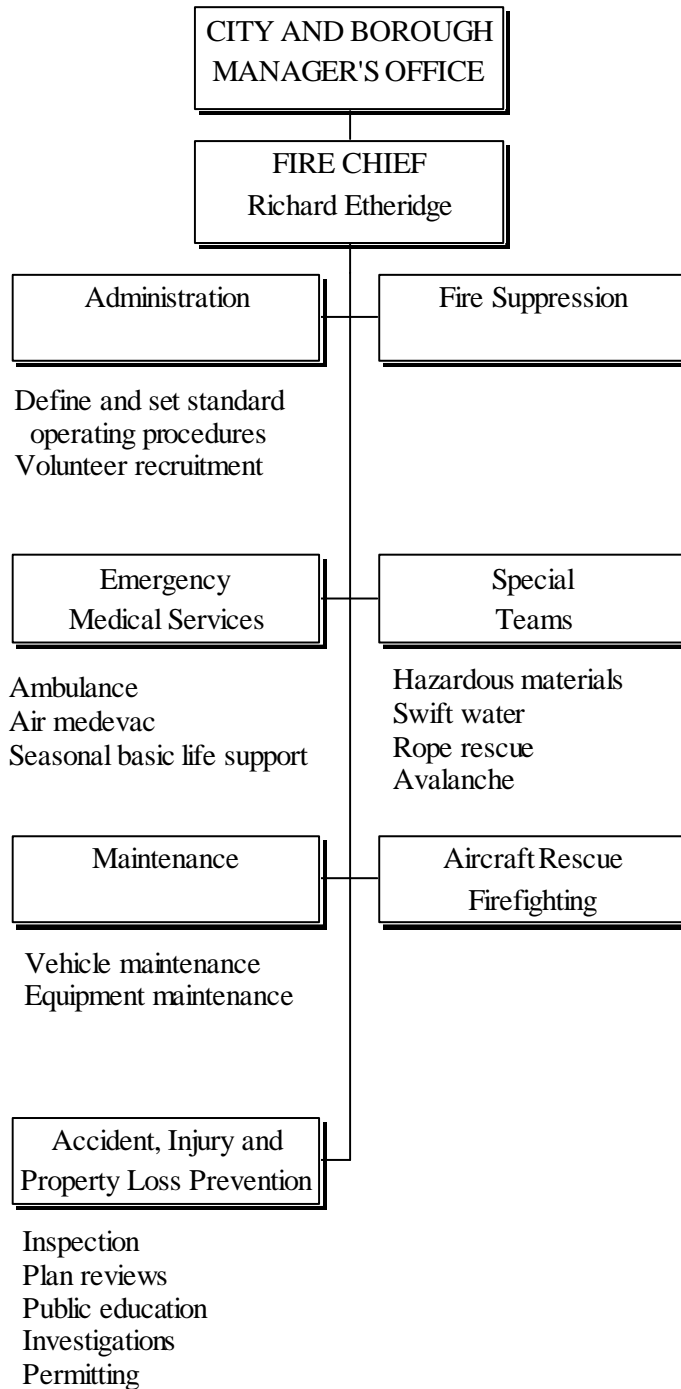 CITY AND BOROUGH
MANAGER'S OFFICE
FIRE CHIEF
Richard Etheridge
Administration
Define and set standard
operating procedures
Volunteer recruitment
Fire Suppression
Emergency
Medical Services
Ambulance
Air medevac
Seasonal basic life support
Special
Teams
Hazardous materials
Swift water
Rope rescue
Avalanche
Maintenance
Vehicle maintenance
Equipment maintenance
Aircraft Rescue
Firefighting
Accident, Injury and
Property Loss Prevention
Inspection
Plan reviews
Public education
Investigations
Permitting